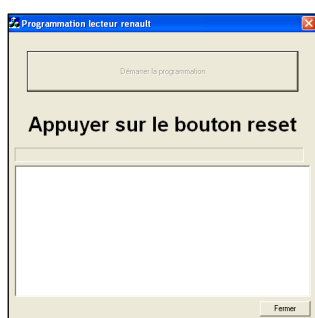 Programmation lecteur renault
Démarrer la programmation
Appuyer sur le bouton reset
Fermer